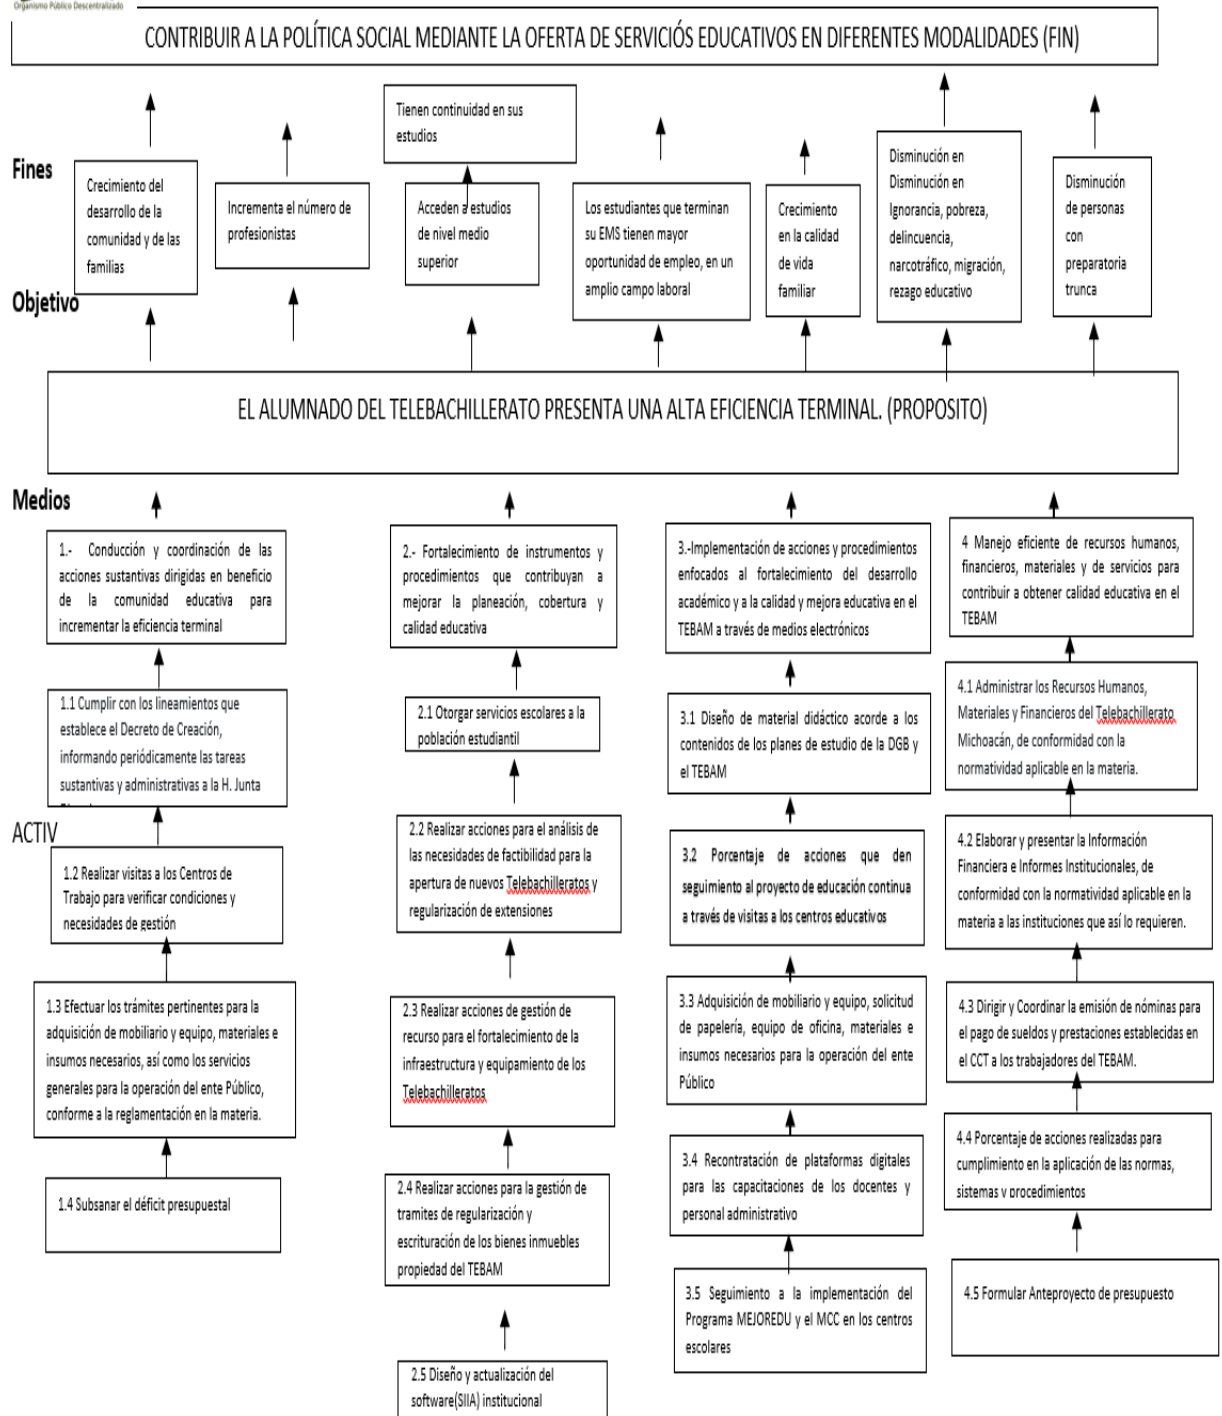 Organismo Público Descentralizado
CONTRIBUIR A LA POLÍTICA SOCIAL MEDIANTE LA OFERTA DE SERVICIÓS EDUCATIVOS EN DIFERENTES MODALIDADES (FIN)
Fines
Crecimiento del
desarrollo de la
comunidad y de las
familias
Incrementa el número de
profesionistas
Tienen continuidad en sus
estudios
Acceden a estudios
de nivel medio
superior
Los estudiantes que terminan
su EMS tienen mayor
oportunidad de empleo, en un
amplio campo laboral
Crecimiento
en la calidad
de vida
familiar
Disminución en
Disminución en
Ignorancia, pobreza,
delincuencia,
narcotráfico, migración,
rezago educativo
Disminución
de personas
con
preparatoria
trunca
Objetivo
EL ALUMNADO DEL TELEBACHILLERATO PRESENTA UNA ALTA EFICIENCIA TERMINAL. (PROPOSITO)
Medios
1.- Conducción y coordinación de las
acciones sustantivas dirigidas en beneficio
de la comunidad educativa para
incrementar la eficiencia terminal
1.1 Cumplir con los lineamientos que
establece el Decreto de Creación,
informando periódicamente las tareas
sustantivas y administrativas a la H. Junta
ACTIV
1.2 Realizar visitas a los Centros de
Trabajo para verificar condiciones y
necesidades de gestión
1.3 Efectuar los trámites pertinentes para la
adquisición de mobiliario y equipo, materiales e
insumos necesarios, así como los servicios
generales para la operación del ente Público,
conforme a la reglamentación en la materia.
1.4 Subsanar el déficit presupuestal
2.- Fortalecimiento de instrumentos y
procedimientos que contribuyan a
mejorar la planeación, cobertura y
calidad educativa
2.1 Otorgar servicios escolares a la
población estudiantil
2.2 Realizar acciones para el análisis de
las necesidades de factibilidad para la
apertura de nuevos Telebachilleratos y
regularización de extensiones
2.3 Realizar acciones de gestión de
recurso para el fortalecimiento de la
infraestructura y equipamiento de los
Telebachilleratos
2.4 Realizar acciones para la gestión de
tramites de regularización y
escrituración de los bienes inmuebles
propiedad del TEBAM
2.5 Diseño y actualización del
software(SIIA) institucional
3.-Implementación de acciones y procedimientos
enfocados al fortalecimiento del desarrollo
académico y a la calidad y mejora educativa en el
TEBAM a través de medios electrónicos
3.1 Diseño de material didáctico acorde a los
contenidos de los planes de estudio de la DGB y
el TEBAM
3.2 Porcentaje de acciones que den
seguimiento al proyecto de educación continua
a través de visitas a los centros educativos
3.3 Adquisición de mobiliario y equipo, solicitud
de papelería, equipo de oficina, materiales e
insumos necesarios para la operación del ente
Público
3.4 Recontratación de plataformas digitales
para las capacitaciones de los docentes y
personal administrativo
3.5 Seguimiento a la implementación del
Programa MEJOREDU y el MCC en los centros
escolares
4 Manejo eficiente de recursos humanos,
financieros, materiales y de servicios para
contribuir a obtener calidad educativa en el
TEBAM
4.1 Administrar los Recursos Humanos,
Materiales y Financieros del Telebachillerato
Michoacán, de conformidad con la
normatividad aplicable en la materia.
4.2 Elaborar y presentar la Información
Financiera e Informes Institucionales, de
conformidad con la normatividad aplicable en la
materia a las instituciones que así lo requieren.
4.3 Dirigir y Coordinar la emisión de nóminas para
el pago de sueldos y prestaciones establecidas en
el CCT a los trabajadores del TEBAM.
4.4 Porcentaje de acciones realizadas para
cumplimiento en la aplicación de las normas,
sistemas y procedimientos
4.5 Formular Anteproyecto de presupuesto